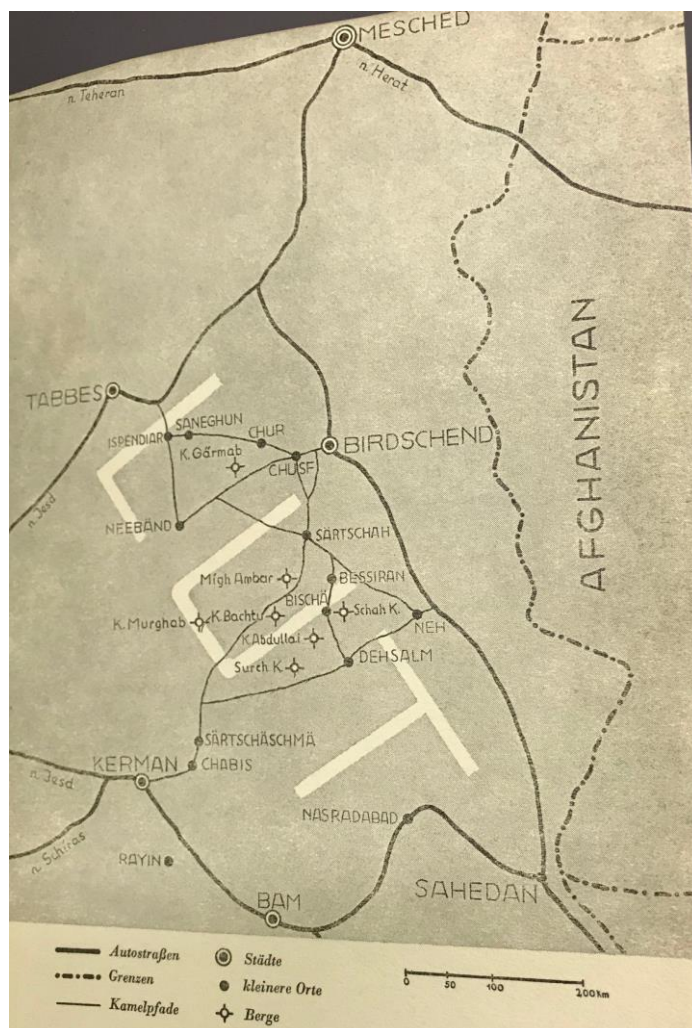 MESCHED
n. Teheran
n. Herat
AFGHANISTAN
TABBES
ISPENDIAR
SANEGHUN
CHUR
BIRDSCHEND
K. Gärmab
CHUSF
n. Jesd
NEEBÄND
SÄRTSCHAH
LUT
Migh Ambar
BESSIRAN
BISCHÄ
K. Murghab
K. Bachtu
Schah K.
NEH
K. Abdullai
Surch K.
DEHSALM
SÄRTSCHÄSCHMÄ
KERMAN
CHABIS
n. Jesd
n. Schiras
NASRADABAD
RAYIN
BAM
SAHEDAN
Autostraßen
Grenzen
Kamelpfade
Städte
kleinere Orte
Berge
0 50 100 200 Km